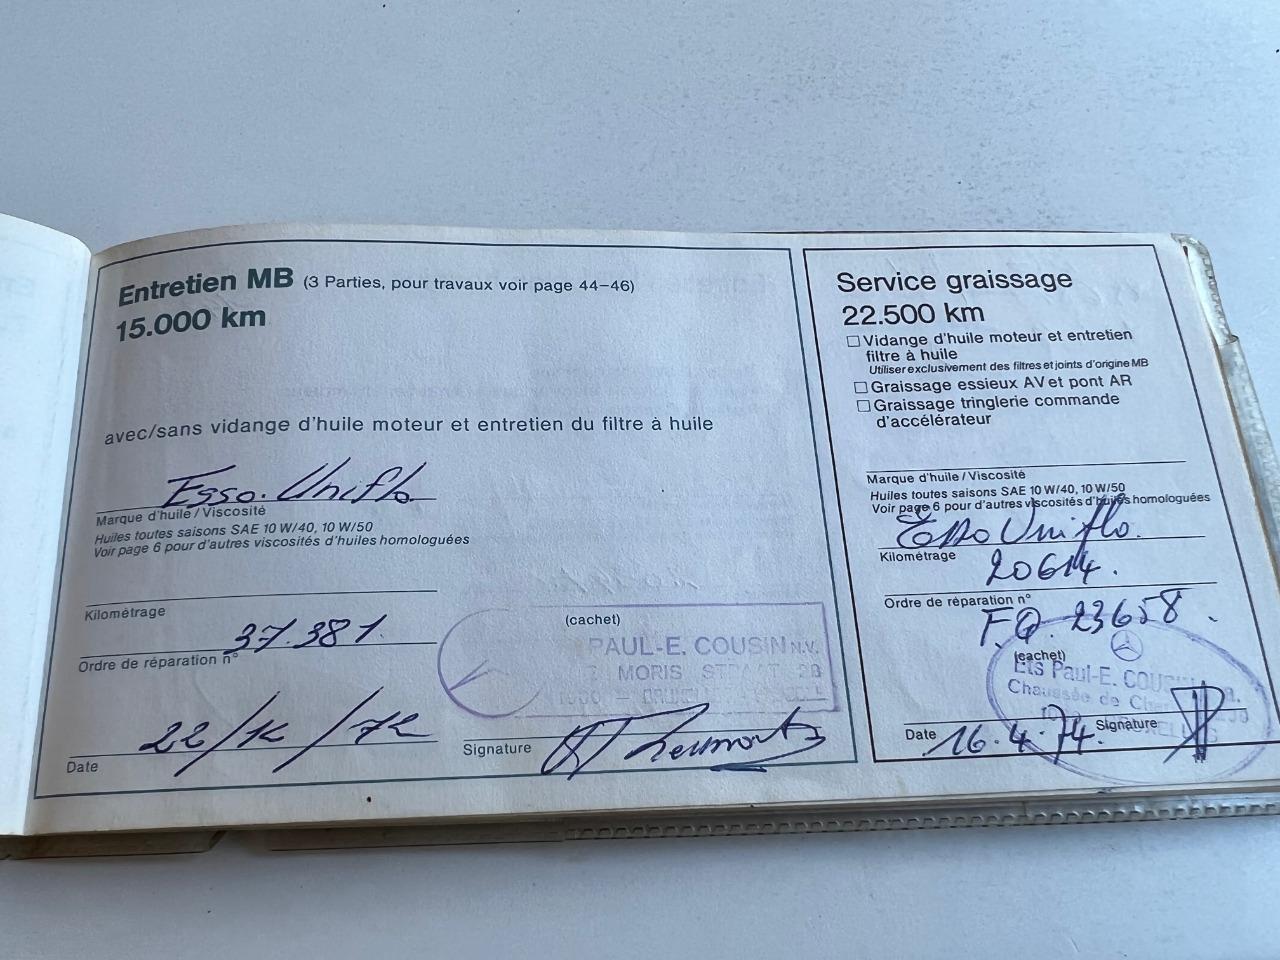 Entretien MB (3 Parties, pour travaux voir page 44–46)
15.000 km
avec/sans vidange d'huile moteur et entretien du filtre à huile
Esso. Uniflo
Marque d'huile / Viscosité
Huiles toutes saisons SAE 10 W/40, 10 W/50
Voir page 6 pour d'autres viscosités d'huiles homologuées
Kilométrage
37.381.
Ordre de réparation n°
(cachet)
PAUL-E. COUSIN N.V.
MORIS
22/12/72
Date
Signature
Service graissage
22.500 km
Vidange d'huile moteur et entretien
filtre à huile
Utiliser exclusivement des filtres et joints d'origine MB
Graissage essieux AV et pont AR
Graissage tringlerie commande
d'accélérateur
Marque d'huile / Viscosité
Huiles toutes saisons SAE 10 W/40, 10 W/50
Voir page 6 pour d'autres viscosités d'huiles homologuées
Esso Uniflo.
Kilométrage
20614.
Ordre de réparation n°
F.Q. 23658.
(cachet)
Ets Paul-E. COUSIN
Chaussée de
Date 16.4.74. Signature